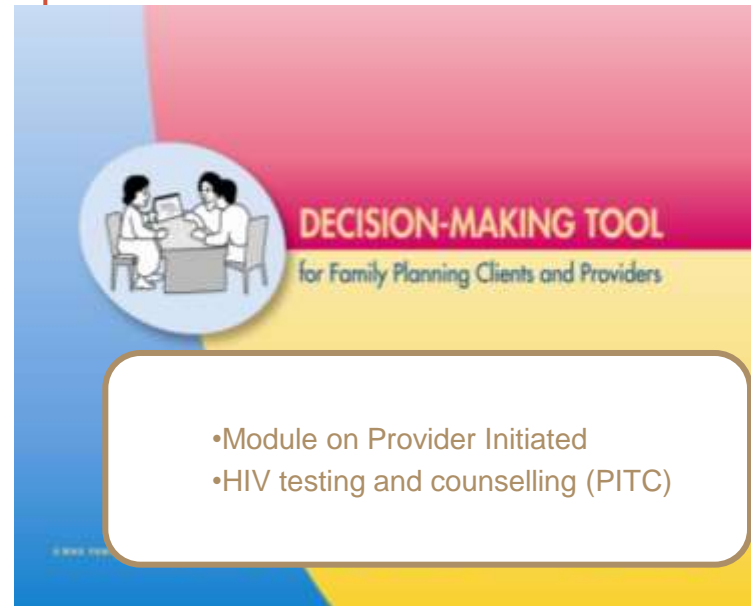 DECISION-MAKING TOOL
for Family Planning Clients and Providers
•Module on Provider Initiated
•HIV testing and counselling (PITC)